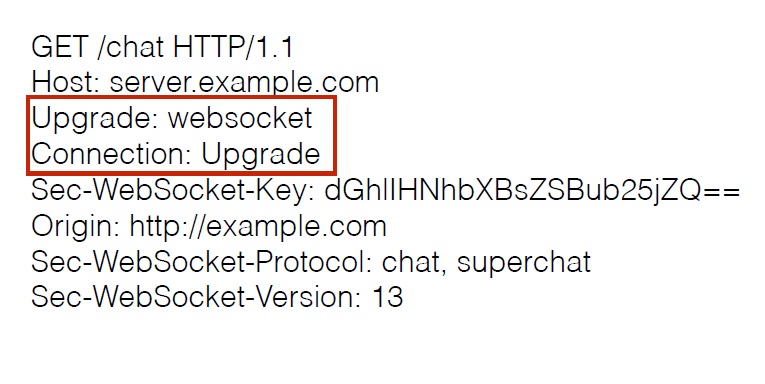 GET /chat HTTP/1.1
Host: server.example.com
Upgrade: websocket
Connection: Upgrade
Sec-WebSocket-Key: dGhlIHNhbXBsZSBub25jZQ==
Origin: http://example.com
Sec-WebSocket-Protocol: chat, superchat
Sec-WebSocket-Version: 13